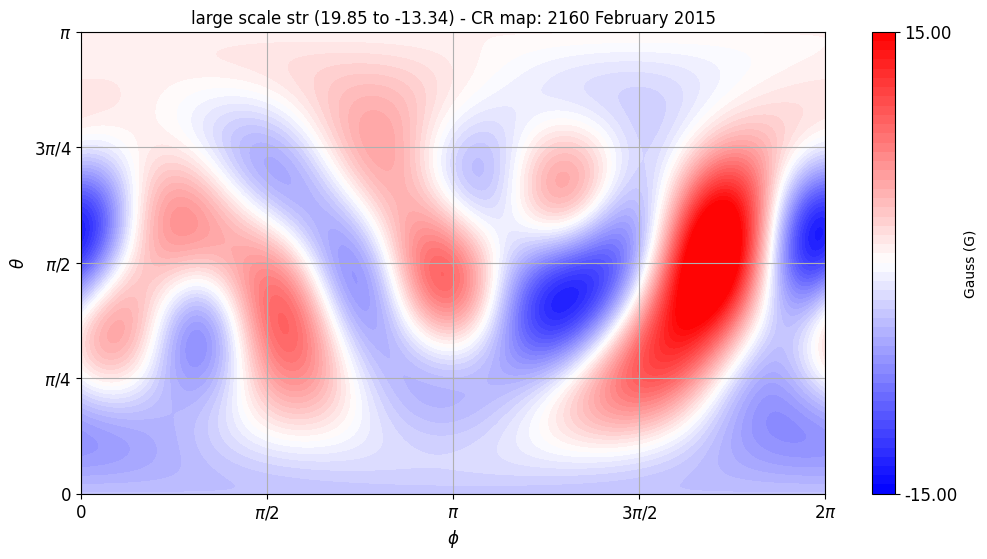 large scale str (19.85 to -13.34) - CR map: 2160 February 2015
π
3π/4
θ
π/2
π/4
0
0
π/2
π
3π/2
2π
ϕ
15.00
Gauss (G)
-15.00